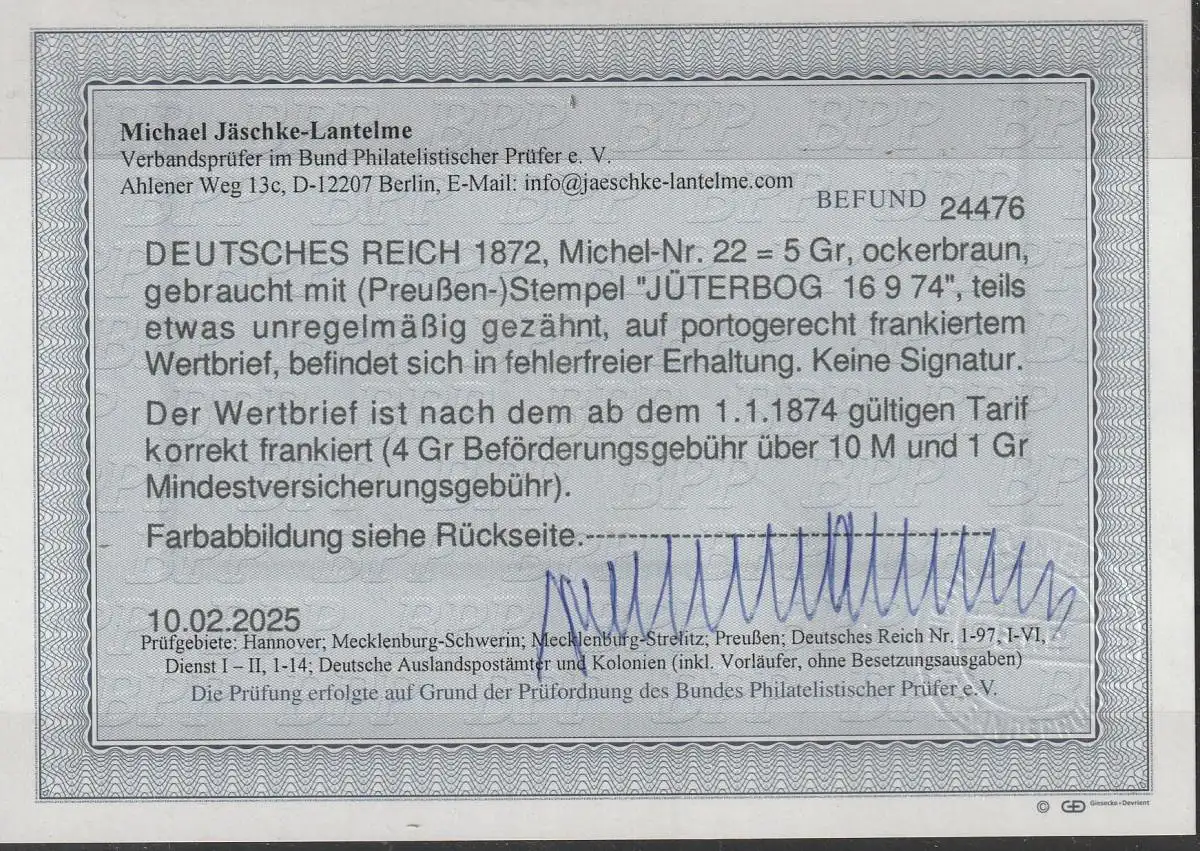 Michael Jäschke-Lantelme
Verbandsprüfer im Bund Philatelistischer Prüfer e. V.
Ahlener Weg 13c, D-12207 Berlin, E-Mail: info@jaeschke-lantelme.com
BEFUND 24476
DEUTSCHES REICH 1872, Michel-Nr. 22 = 5 Gr, ockerbraun,
gebraucht mit (Preußen-)Stempel "JÜTERBOG 16 9 74", teils
etwas unregelmäßig gezähnt, auf portogerecht frankiertem
Wertbrief, befindet sich in fehlerfreier Erhaltung. Keine Signatur.
Der Wertbrief ist nach dem ab dem 1.1.1874 gültigen Tarif
korrekt frankiert (4 Gr Beförderungsgebühr über 10 M und 1 Gr
Mindestversicherungsgebühr).
Farbabbildung siehe Rückseite.-----------------------------------
10.02.2025
Prüfgebiete: Hannover; Mecklenburg-Schwerin; Mecklenburg-Strelitz; Preußen; Deutsches Reich Nr. 1-97, I-VI,
Dienst I – II, 1-14; Deutsche Auslandspostämter und Kolonien (inkl. Vorläufer, ohne Besetzungsausgaben)
Die Prüfung erfolgte auf Grund der Prüfordnung des Bundes Philatelistischer Prüfer e.V.
© GD Giesecke+Devrient